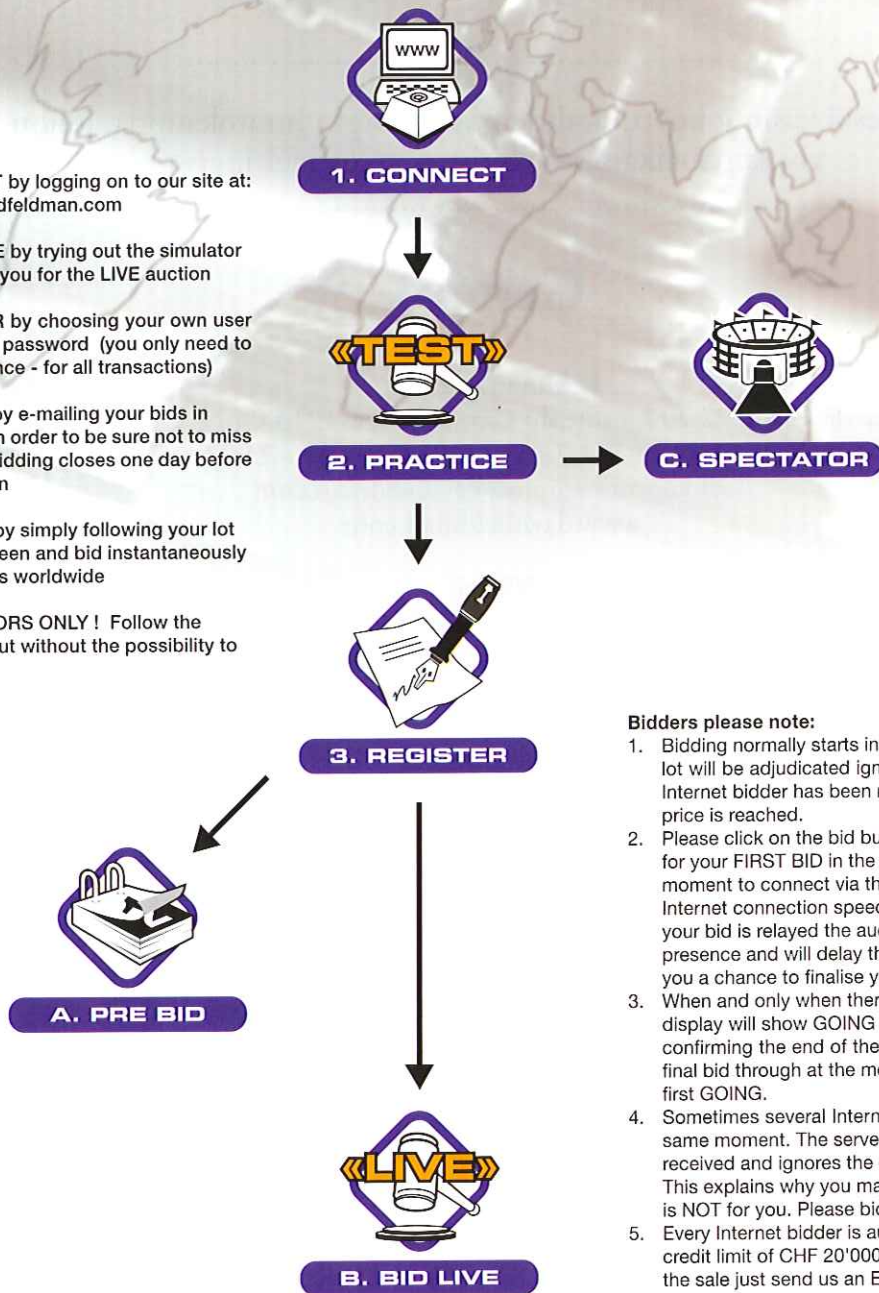 www
@
1. CONNECT
T by logging on to our site at:
dfeldman.com
E by trying out the simulator
you for the LIVE auction
R by choosing your own user
password (you only need to
nce - for all transactions)
by e-mailing your bids in
n order to be sure not to miss
idding closes one day before
n
by simply following your lot
een and bid instantaneously
s worldwide
ORS ONLY ! Follow the
ut without the possibility to
«TEST»
2. PRACTICE
C. SPECTATOR
3. REGISTER
A. PRE BID
«LIVE»
B. BID LIVE
Bidders please note:
1. Bidding normally starts in
lot will be adjudicated ign
Internet bidder has been r
price is reached.
2. Please click on the bid bu
for your FIRST BID in the
moment to connect via th
Internet connection speed
your bid is relayed the auc
presence and will delay th
you a chance to finalise y
3. When and only when ther
display will show GOING
confirming the end of the
final bid through at the mo
first GOING.
4. Sometimes several Intern
same moment. The serve
received and ignores the
This explains why you ma
is NOT for you. Please bid
5. Every Internet bidder is au
credit limit of CHF 20'000
the sale just send us an E